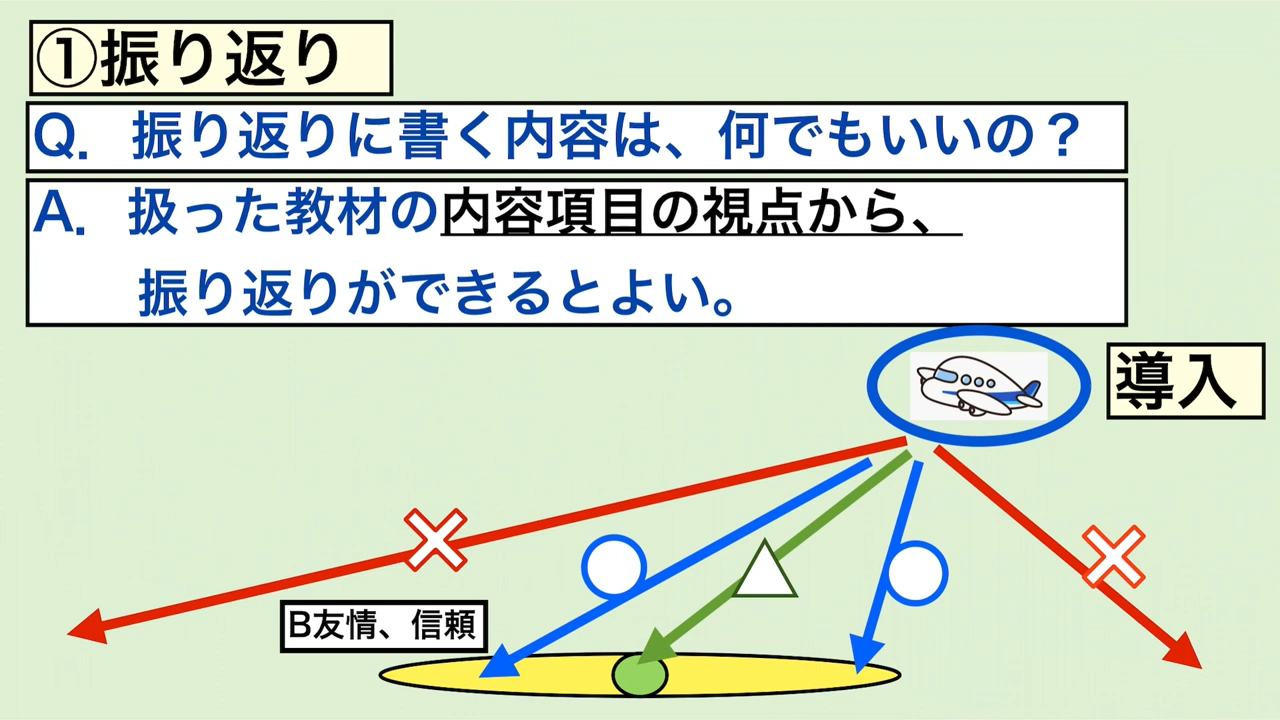 ①振り返り
Q. 振り返りに書く内容は、何でもいいの？
A. 扱った教材の内容項目の視点から、
振り返りができるとよい。
導入
B友情、信頼